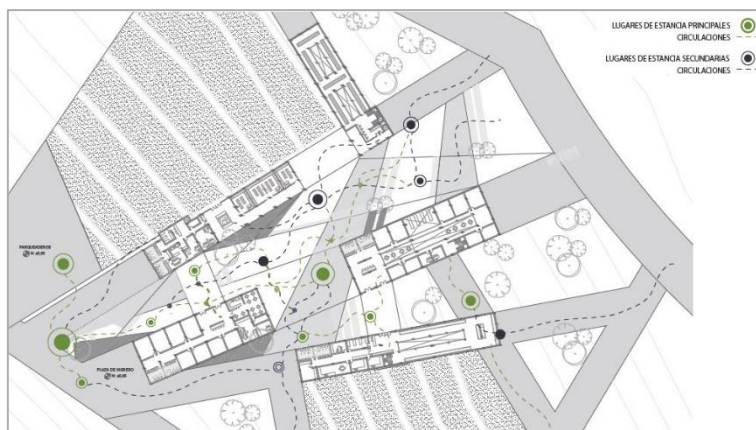 LUGARES DE ESTANCIA PRINCIPALES
CIRCULACIONES
LUGARES DE ESTANCIA SECUNDARIAS
CIRCULACIONES
PARQUEADEROS
PLAZA DE INGRESO